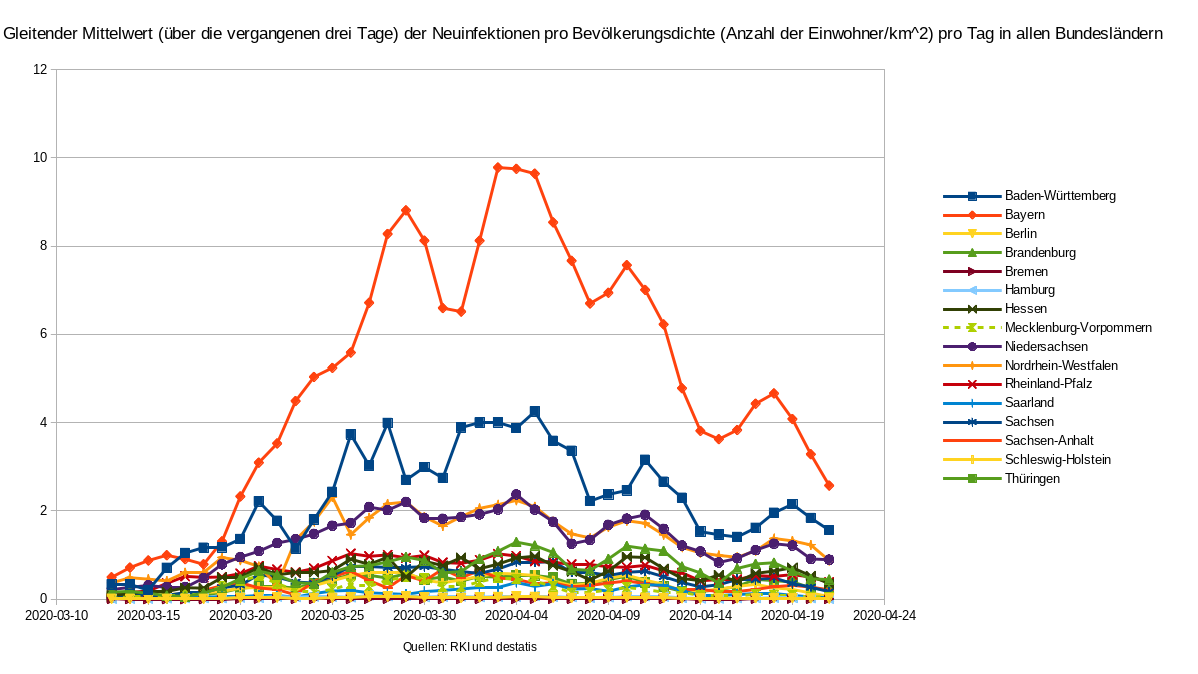 Gleitender Mittelwert (über die vergangenen drei Tage) der Neuinfektionen pro Bevölkerungsdichte (Anzahl der Einwohner/km^2) pro Tag in allen Bundesländern
12
10
8
6
4
2
0
2020-03-10
2020-03-15
2020-03-20
2020-03-25
2020-03-30
2020-04-04
2020-04-09
2020-04-14
2020-04-19
2020-04-24
Quellen: RKI und destatis
Baden-Württemberg
Bayern
Berlin
Brandenburg
Bremen
Hamburg
Hessen
Mecklenburg-Vorpommern
Niedersachsen
Nordrhein-Westfalen
Rheinland-Pfalz
Saarland
Sachsen
Sachsen-Anhalt
Schleswig-Holstein
Thüringen